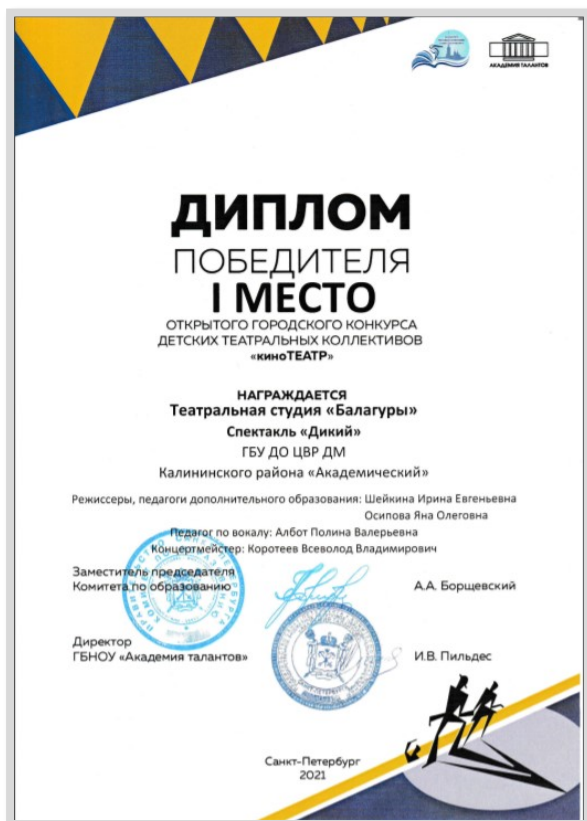 АКАДЕМИЯ ТАЛАНТОВ
ДИПЛОМ
ПОБЕДИТЕЛЯ
I МЕСТО
ОТКРЫТОГО ГОРОДСКОГО КОНКУРСА
ДЕТСКИХ ТЕАТРАЛЬНЫХ КОЛЛЕКТИВОВ
«киноТЕАТР»
НАГРАЖДАЕТСЯ
Театральная студия «Балагуры»
Спектакль «Дикий»
ГБУ ДО ЦВР ДМ
Калининского района «Академический»
Режиссеры, педагоги дополнительного образования: Шейкина Ирина Евгеньевна
Осипова Яна Олеговна
Педагог по вокалу: Албот Полина Валерьевна
Концертмейстер: Коротеев Всеволод Владимирович
Заместитель председателя
Комитета по образованию
А.А. Борщевский
Директор
ГБНОУ «Академия талантов»
И.В. Пильдес
Санкт-Петербург
2021